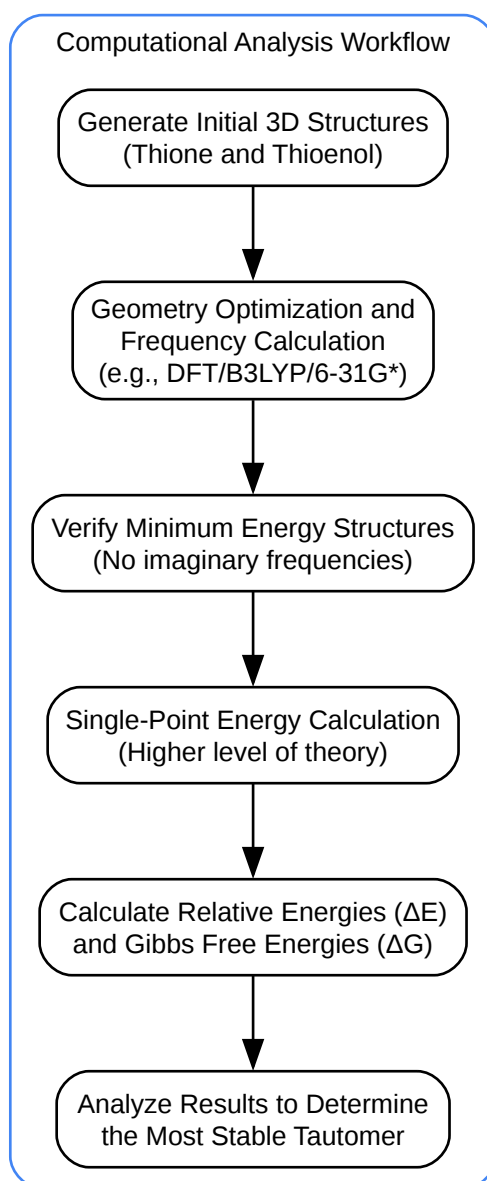 Computational Analysis Workflow
Generate Initial 3D Structures
(Thione and Thioenol)
Geometry Optimization and
Frequency Calculation
(e.g., DFT/B3LYP/6-31G*)
Verify Minimum Energy Structures
(No imaginary frequencies)
Single-Point Energy Calculation
(Higher level of theory)
Calculate Relative Energies (ΔE)
and Gibbs Free Energies (ΔG)
Analyze Results to Determine
the Most Stable Tautomer